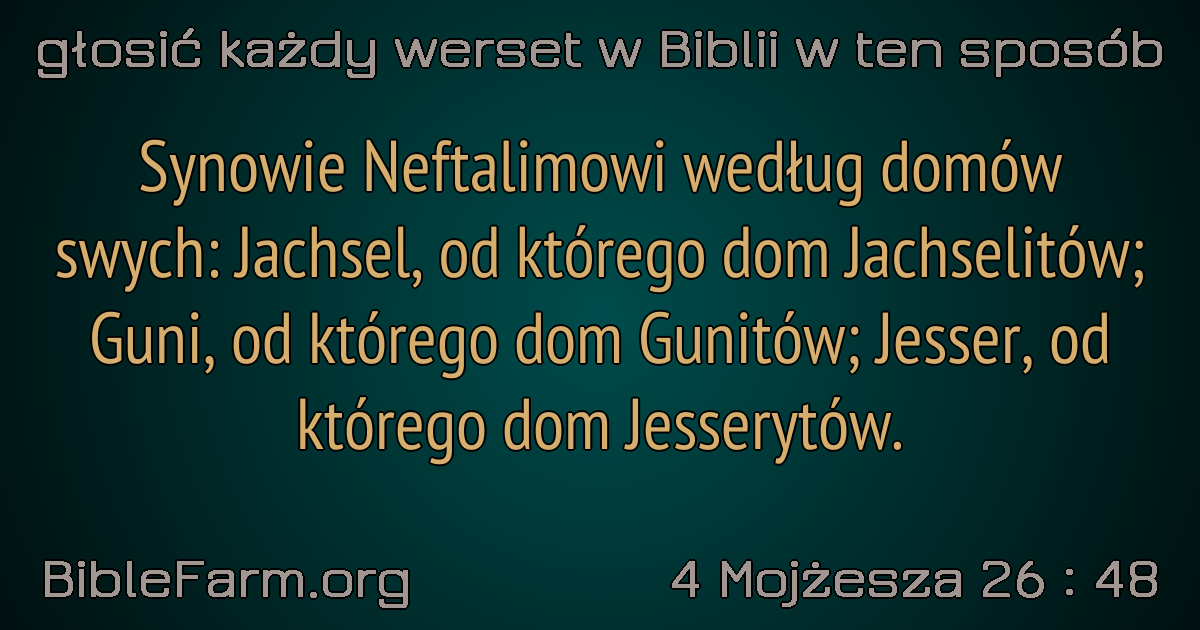 głosić każdy werset w Biblii w ten sposób
Synowie Neftalimowi według domów
swych: Jachsel, od którego dom Jachselitów;
Guni, od którego dom Gunitów; Jesser, od
którego dom Jesserytów.
BibleFarm.org
4 Mojżesza 26 : 48